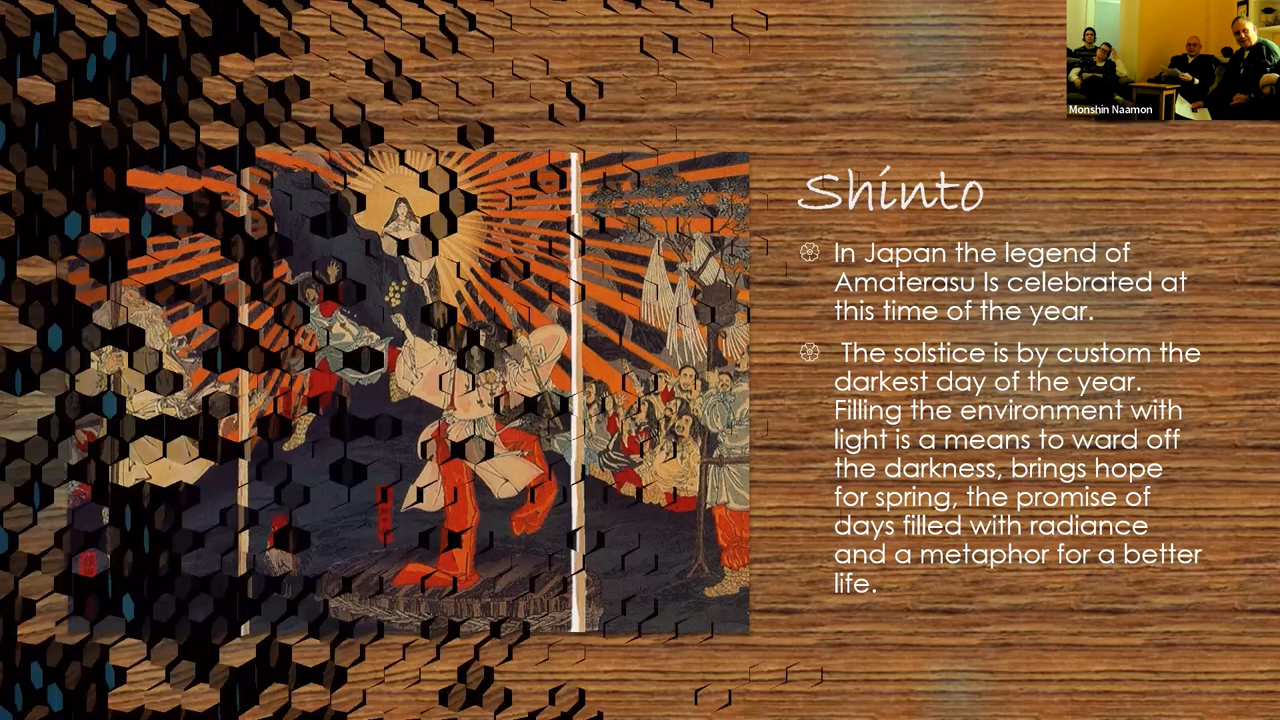 Monshin Naamon
Shinto
In Japan the legend of
Amaterasu Is celebrated at
this time of the year.
The solstice is by custom the
darkest day of the year.
Filling the environment with
light is a means to ward off
the darkness, brings hope
for spring, the promise of
days filled with radiance
and a metaphor for a better
life.